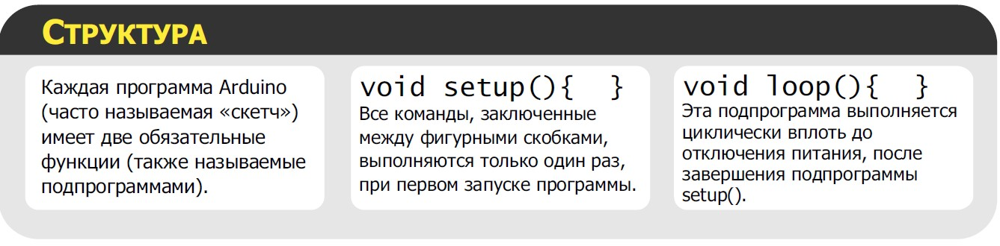 СТРУКТУРА
Каждая программа Arduino
(часто называемая «скетч»)
имеет две обязательные
функции (также называемые
подпрограммами).
void setup(){  }
Все команды, заключенные
между фигурными скобками,
выполняются только один раз,
при первом запуске программы.
void loop(){  }
Эта подпрограмма выполняется
циклически вплоть до
отключения питания, после
завершения подпрограммы
setup().